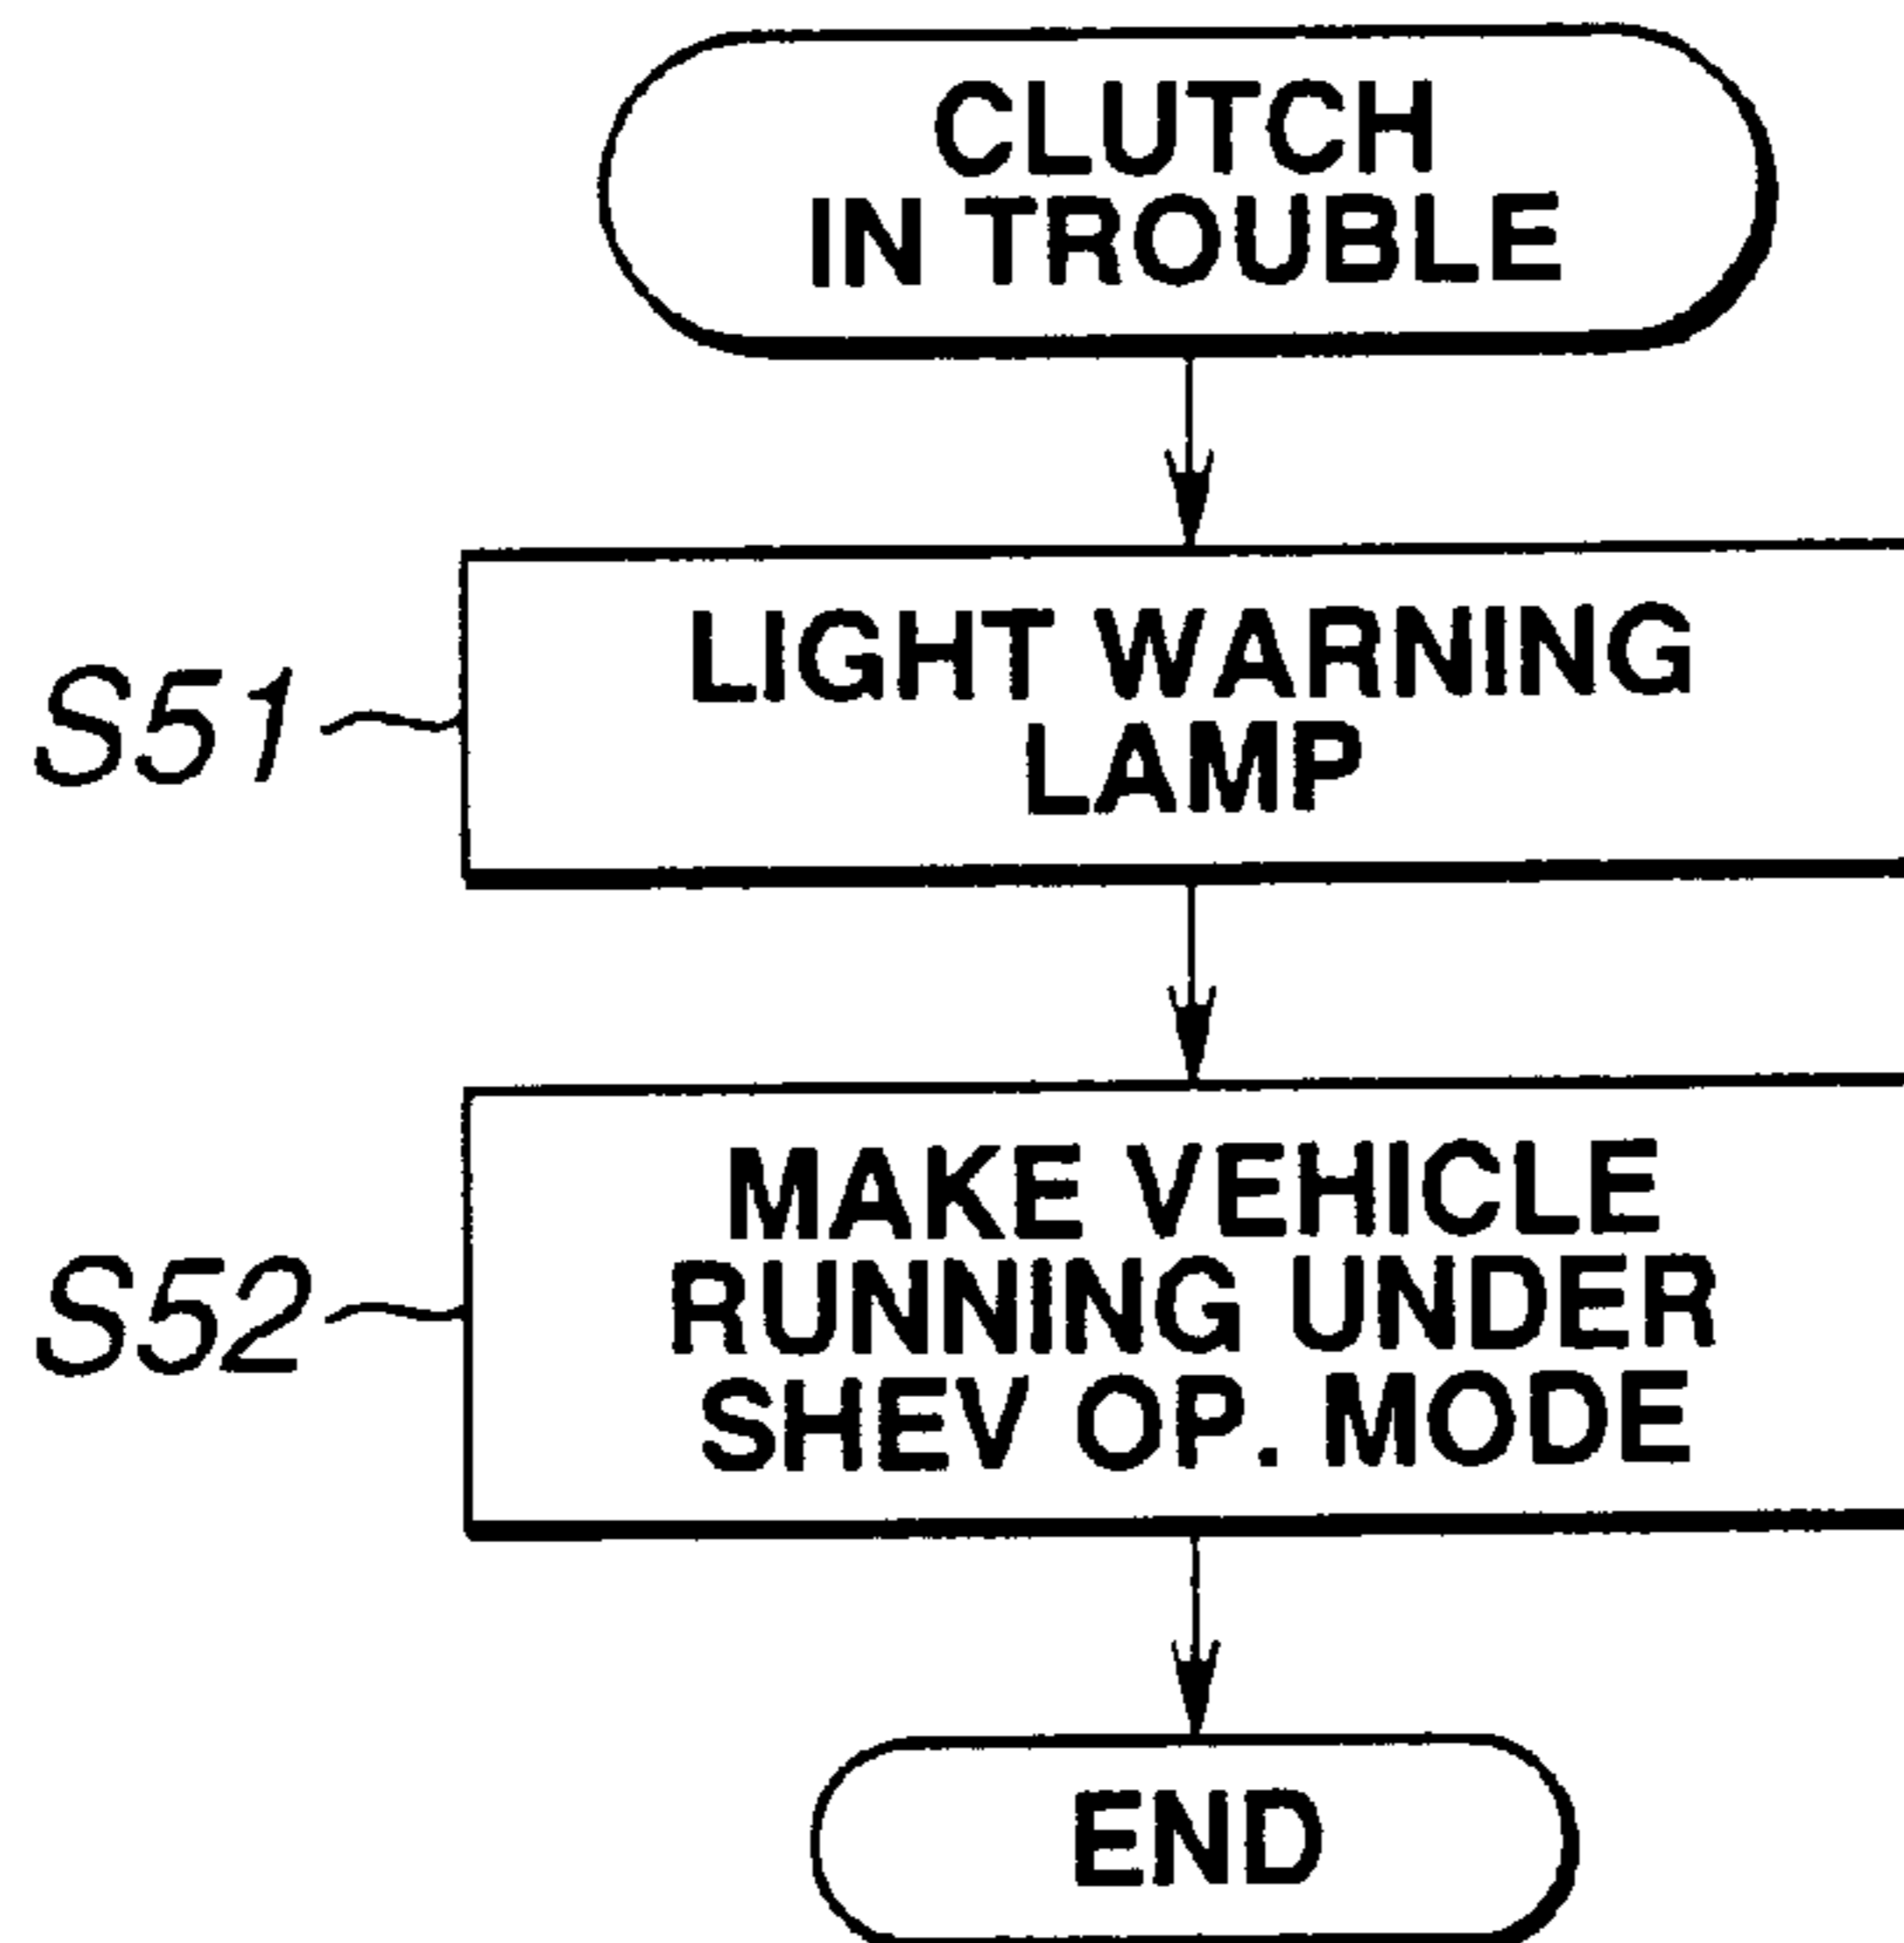 CLUTCH
IN TROUBLE
S51
LIGHT WARNING
LAMP
S52
MAKE VEHICLE
RUNNING UNDER
SHEV OP. MODE
END